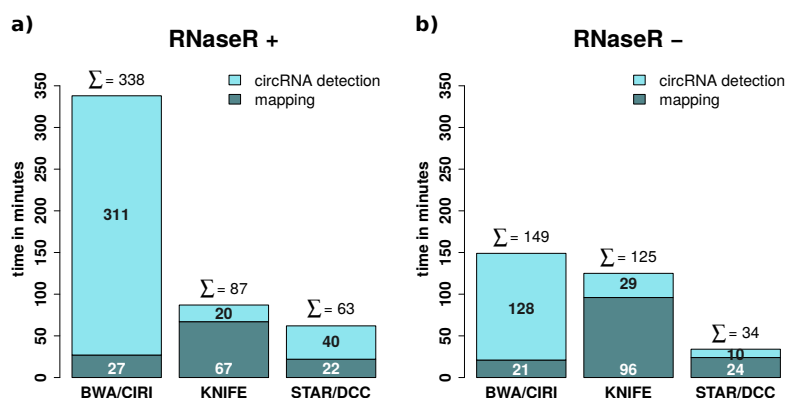 a)
RNaseR +
circRNA detection
mapping
time in minutes
0
50
100
150
200
250
300
350
∑ = 338
311
27
∑ = 87
20
67
∑ = 63
40
22
BWA/CIRI KNIFE STAR/DCC
b)
RNaseR −
circRNA detection
mapping
time in minutes
0
50
100
150
200
250
300
350
∑ = 149
128
21
∑ = 125
29
96
∑ = 34
10
24
BWA/CIRI KNIFE STAR/DCC